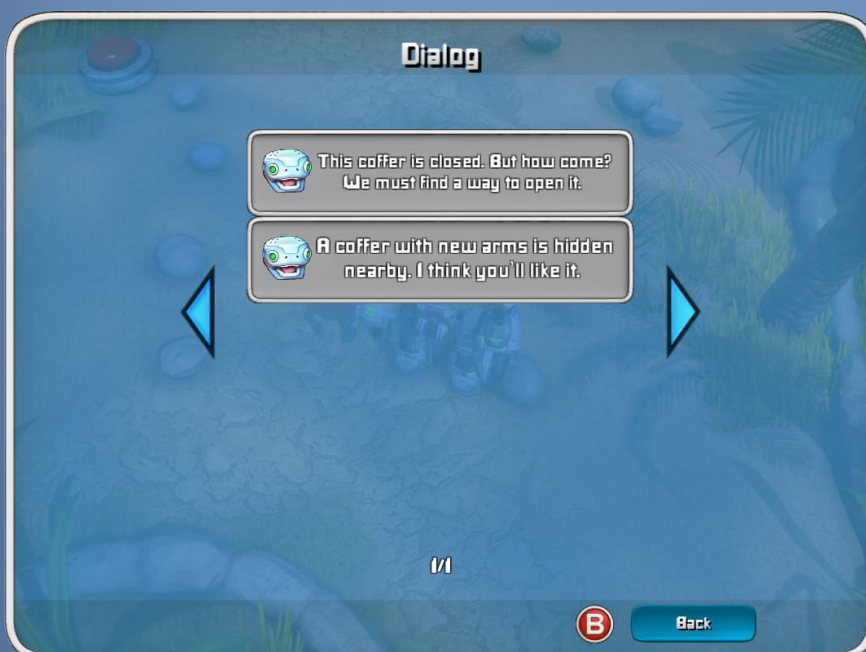 Dialog
This coffer is closed. But how come?
We must find a way to open it.
A coffer with new arms is hidden
nearby. I think you'll like it.
1/1
B Back